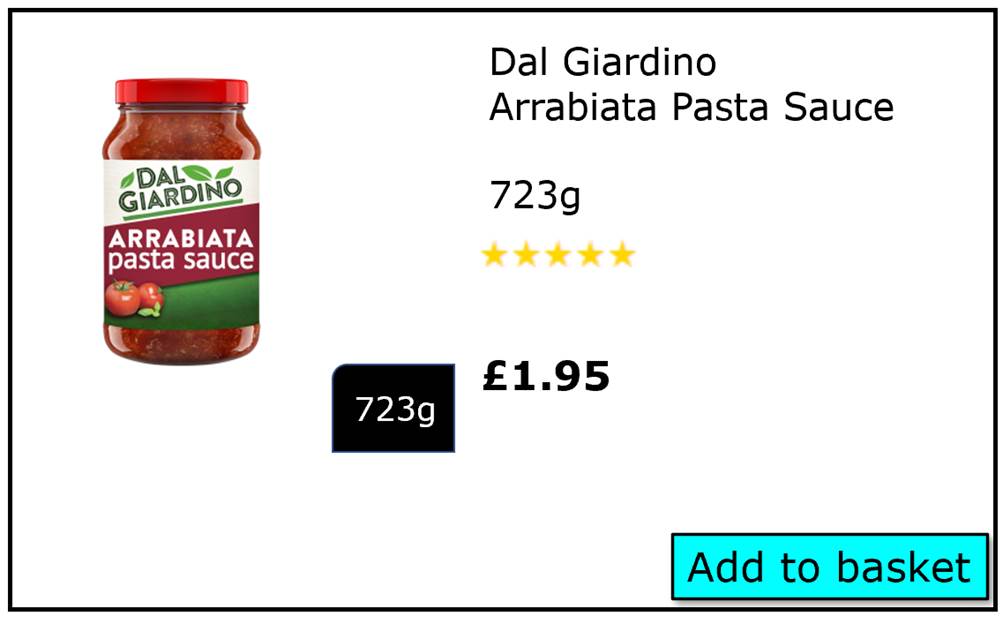 DAL
GIARDINO
ARRABIATA
pasta sauce
Dal Giardino
Arrabiata Pasta Sauce
723g
£1.95
723g
Add to basket